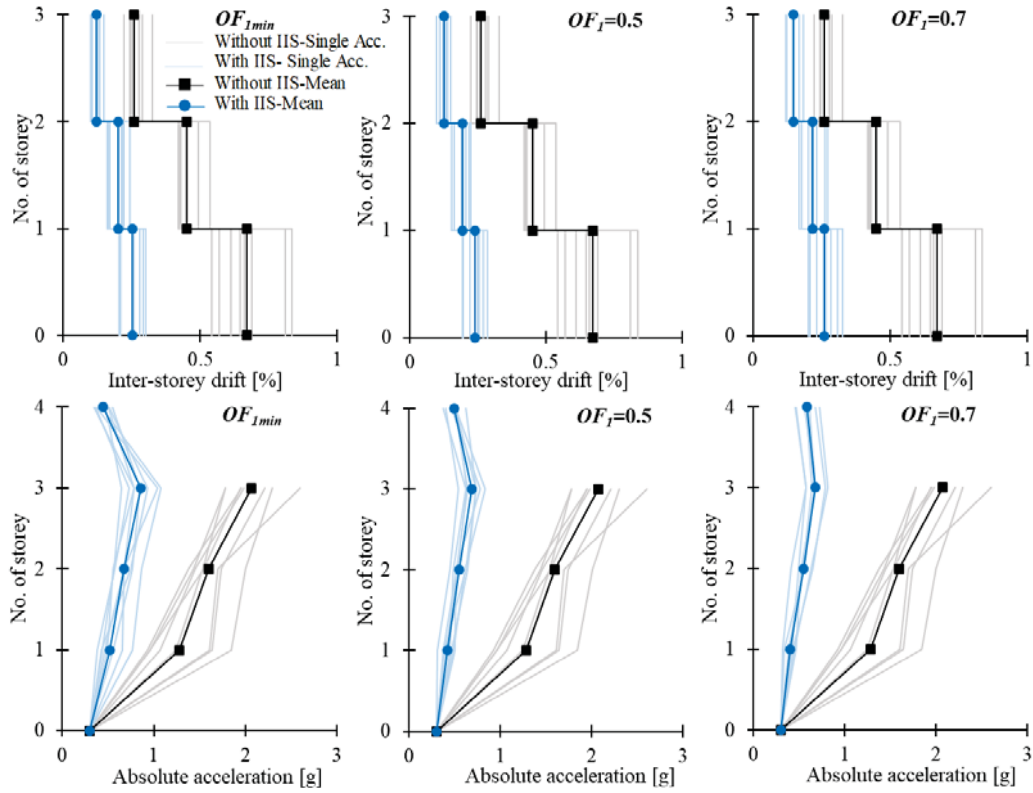 OF1min
Without IIS-Single Acc.
With IIS- Single Acc.
Without IIS-Mean
With IIS-Mean
No. of storey
3
2
1
0
0
0.5
1
Inter-storey drift [%]
OF1=0.5
No. of storey
3
2
1
0
0
0.5
1
Inter-storey drift [%]
OF1=0.7
No. of storey
3
2
1
0
0
0.5
1
Inter-storey drift [%]
OF1min
No. of storey
4
3
2
1
0
0
1
2
3
Absolute acceleration [g]
OF1=0.5
No. of storey
4
3
2
1
0
0
1
2
3
Absolute acceleration [g]
OF1=0.7
No. of storey
4
3
2
1
0
0
1
2
3
Absolute acceleration [g]